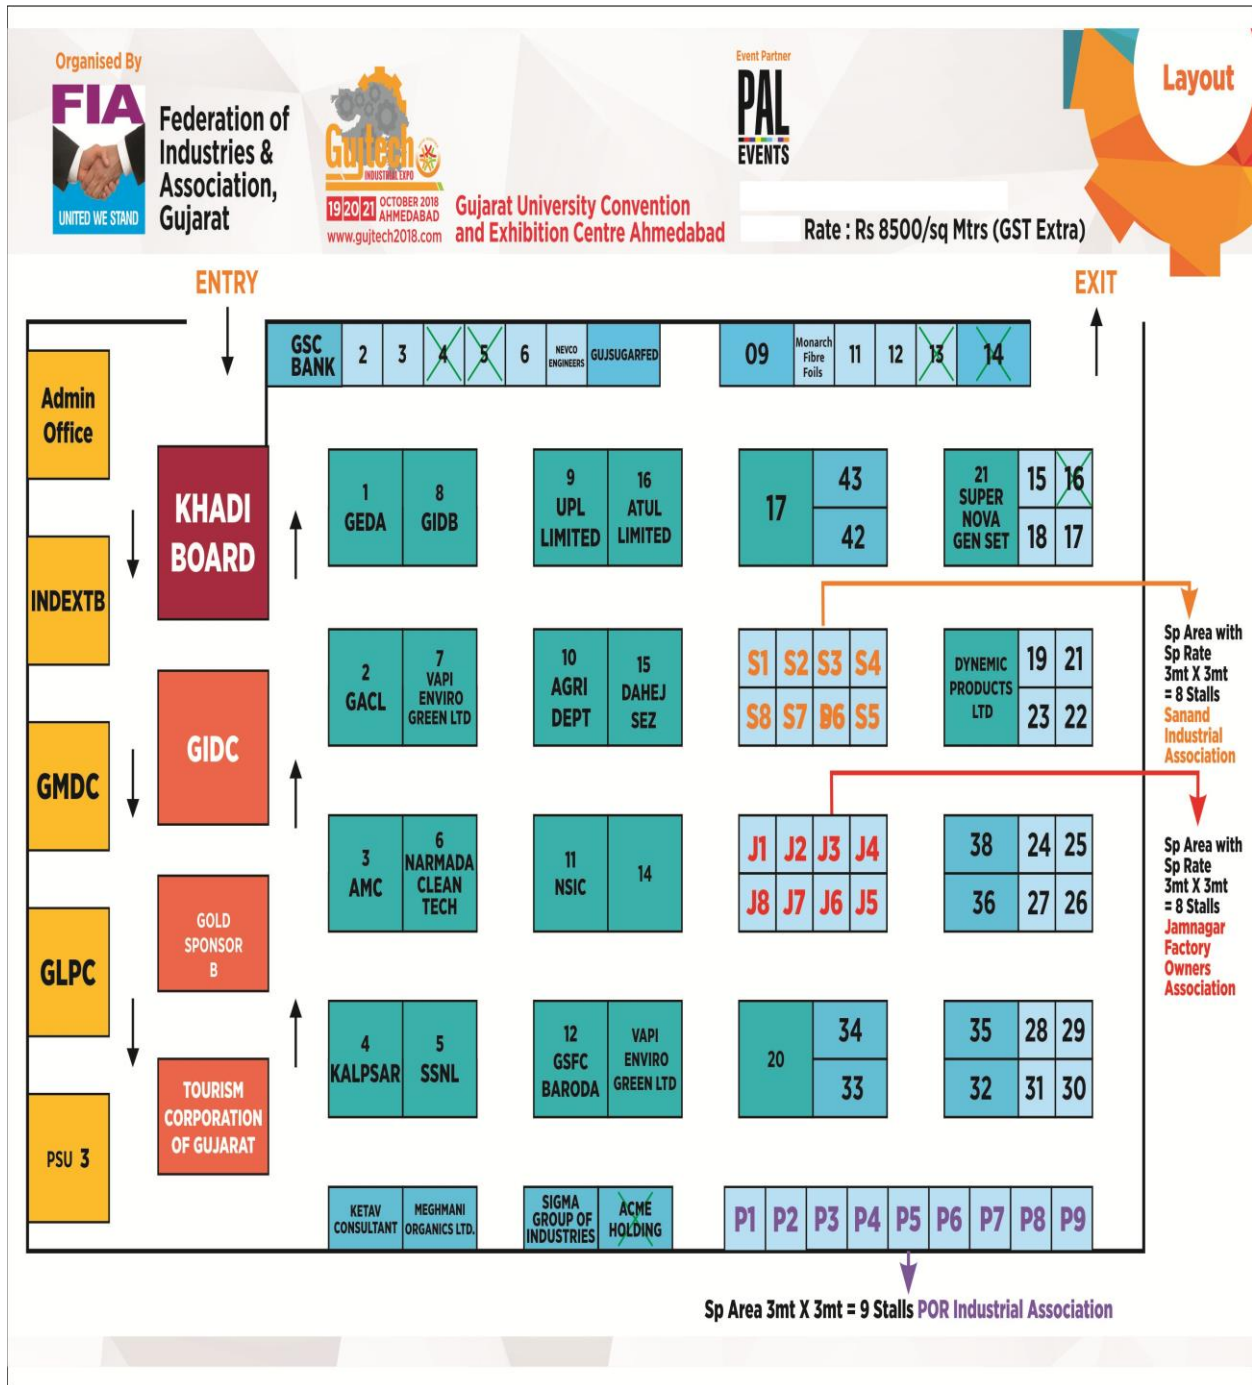 Organised By
FIA
UNITED WE STAND
Federation of
Industries &
Association,
Gujarat
Gujtech
INDUSTRIAL EXPO
19 20 21 OCTOBER 2018
AHMEDABAD
www.gujtech2018.com
Gujarat University Convention
and Exhibition Centre Ahmedabad
Event Partner
PAL
EVENTS
Rate : Rs 8500/sq Mtrs (GST Extra)
Layout
ENTRY
EXIT
GSC
BANK
2
3
4
5
6
NEVCO
ENGINEERS
GUJSUGARFED
09
Monarch
Fibre
Foils
11
12
13
14
Admin
Office
INDEXTB
GMDC
GLPC
PSU 3
KHADI
BOARD
GIDC
GOLD
SPONSOR
B
TOURISM
CORPORATION
OF GUJARAT
1
GEDA
8
GIDB
9
UPL
LIMITED
16
ATUL
LIMITED
17
43
42
21
SUPER
NOVA
GEN SET
15
16
18
17
2
GACL
7
VAPI
ENVIRO
GREEN LTD
10
AGRI
DEPT
15
DAHEJ
SEZ
S1 S2 S3 S4
S8 S7 S6 S5
DYNEMIC
PRODUCTS
LTD
19
21
23
22
Sp Area with
Sp Rate
3mt X 3mt
= 8 Stalls
Sanand
Industrial
Association
3
AMC
6
NARMADA
CLEAN
TECH
11
NSIC
14
J1 J2 J3 J4
J8 J7 J6 J5
38
36
24
25
27
26
Sp Area with
Sp Rate
3mt X 3mt
= 8 Stalls
Jamnagar
Factory
Owners
Association
4
KALPSAR
5
SSNL
12
GSFC
BARODA
VAPI
ENVIRO
GREEN LTD
20
34
33
35
32
28
29
31
30
KETAV
CONSULTANT
MEGHMANI
ORGANICS LTD.
SIGMA
GROUP OF
INDUSTRIES
ACME
HOLDING
P1 P2 P3 P4 P5 P6 P7 P8 P9
Sp Area 3mt X 3mt = 9 Stalls POR Industrial Association